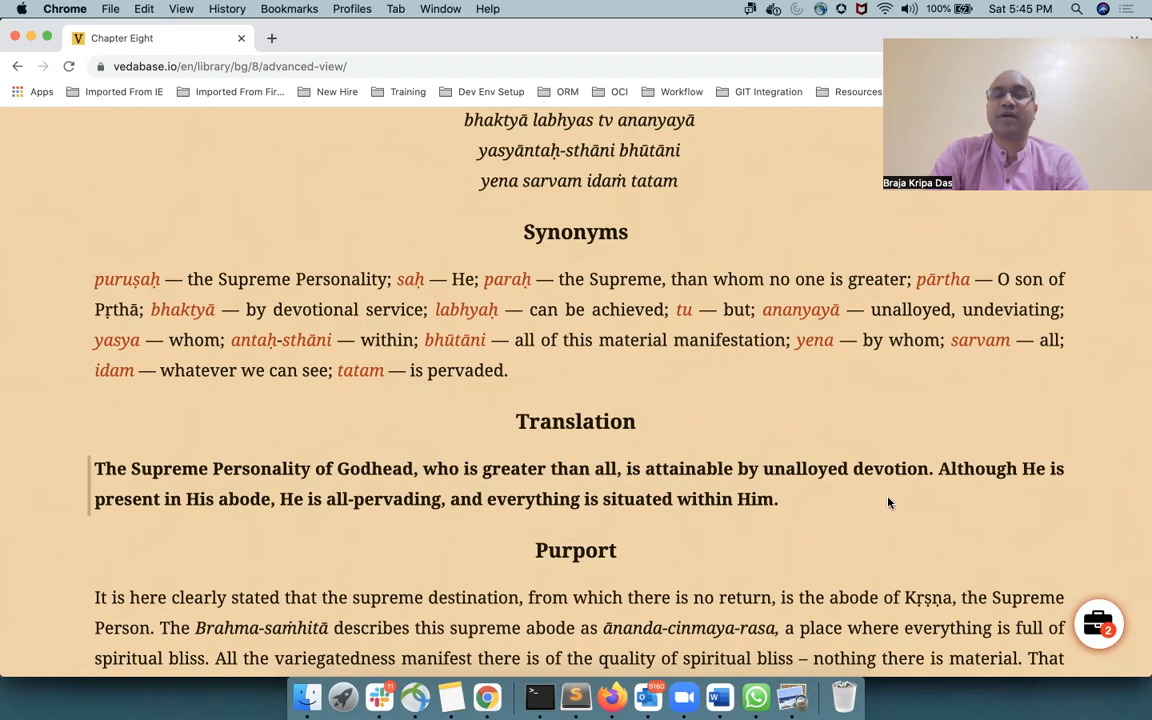 Chrome File Edit View History Bookmarks Profiles Tab Window Help 100% Sat 5:45 PM
Chapter Eight
vedabase.io/en/library/bg/8/advanced-view/
Apps Imported From IE Imported From Fir... New Hire Training Dev Env Setup ORM OCI Workflow GIT Integration Resources
Braja Kripa Das
bhaktyā labhyas tv ananyayā
yasyāntaḥ-sthāni bhūtāni
yena sarvam idaṁ tatam
Synonyms
puruṣaḥ — the Supreme Personality; saḥ — He; paraḥ — the Supreme, than whom no one is greater; pārtha — O son of
Pṛthā; bhaktyā — by devotional service; labhyaḥ — can be achieved; tu — but; ananyayā — unalloyed, undeviating;
yasya — whom; antaḥ-sthāni — within; bhūtāni — all of this material manifestation; yena — by whom; sarvam — all;
idam — whatever we can see; tatam — is pervaded.
Translation
The Supreme Personality of Godhead, who is greater than all, is attainable by unalloyed devotion. Although He is
present in His abode, He is all-pervading, and everything is situated within Him.
Purport
It is here clearly stated that the supreme destination, from which there is no return, is the abode of Kṛṣṇa, the Supreme
Person. The Brahma-saṁhitā describes this supreme abode as ānanda-cinmaya-rasa, a place where everything is full of
spiritual bliss. All the variegatedness manifest there is of the quality of spiritual bliss – nothing there is material. That
2
11
5160